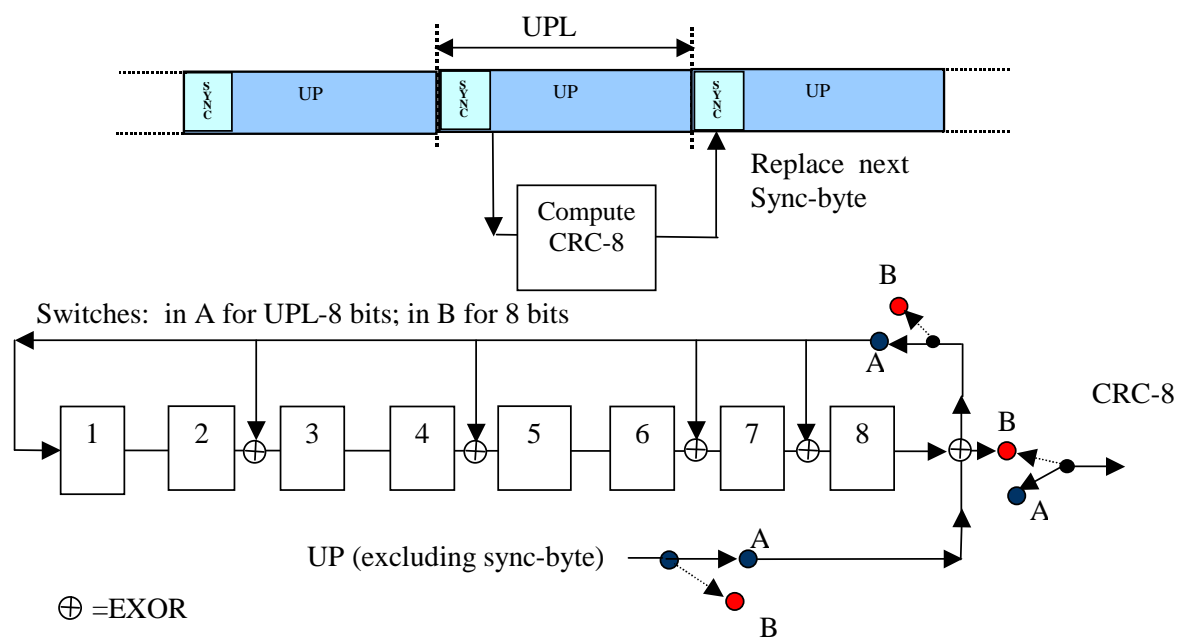 UPL
SYNC
UP
SYNC
UP
SYNC
UP
Replace next
Sync-byte
Compute
CRC-8
B
Switches: in A for UPL-8 bits; in B for 8 bits
A
CRC-8
1
2
3
4
5
6
7
8
B
A
UP (excluding sync-byte)
A
B
⊕ =EXOR